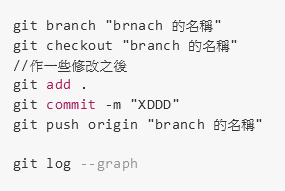 git branch "brnach 的名稱"
git checkout "branch 的名稱"
//作一些修改之後
git add .
git commit -m "XDDD"
git push origin "branch 的名稱"
git log --graph